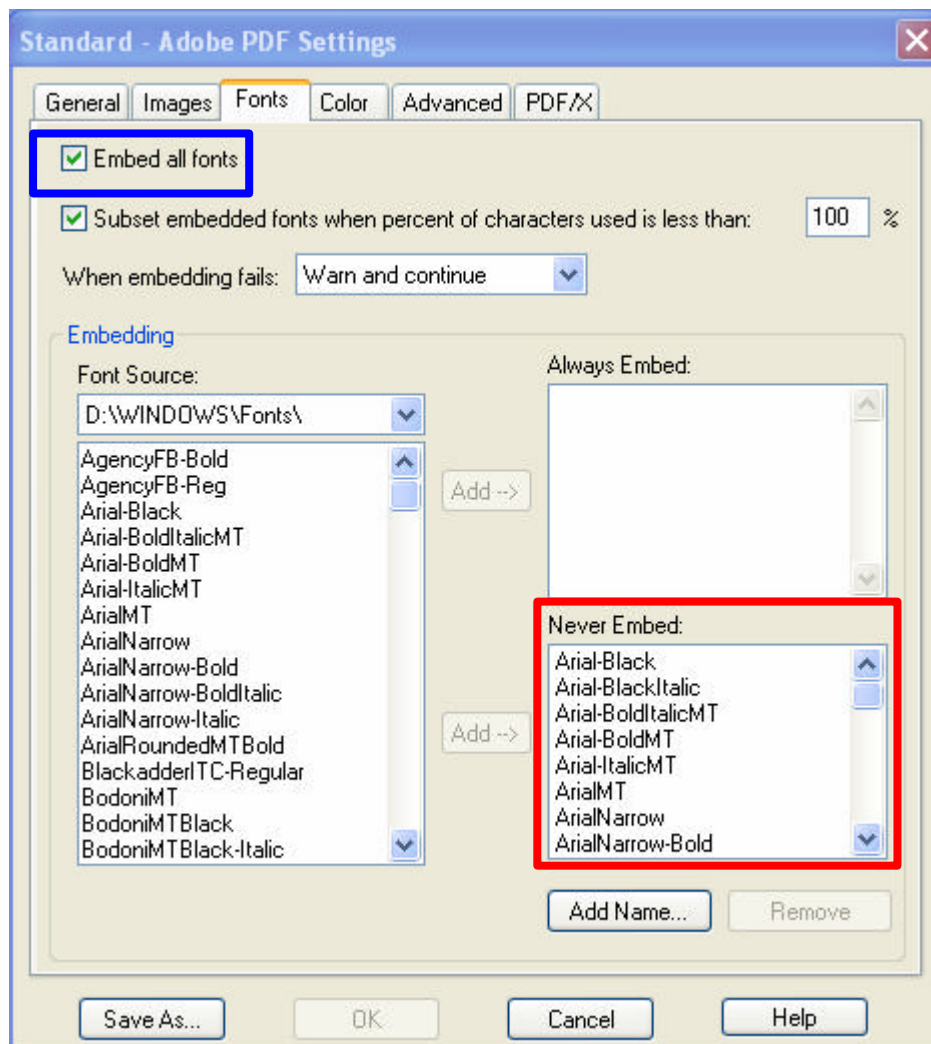 Standard - Adobe PDF Settings
General Images Fonts Color Advanced PDF/X
Embed all fonts
Subset embedded fonts when percent of characters used is less than: 100 %
When embedding fails: Warn and continue
Embedding
Font Source:
D:\WINDOWS\Fonts\
AgencyFB-Bold
AgencyFB-Reg
Arial-Black
Arial-BoldItalicMT
Arial-BoldMT
Arial-ItalicMT
ArialMT
ArialNarrow
ArialNarrow-Bold
ArialNarrow-BoldItalic
ArialNarrow-Italic
ArialRoundedMTBold
BlackadderITC-Regular
BodoniMT
BodoniMTBlack
BodoniMTBlack-Italic
Add -->
Add -->
Always Embed:
Never Embed:
Arial-Black
Arial-BlackItalic
Arial-BoldItalicMT
Arial-BoldMT
Arial-ItalicMT
ArialMT
ArialNarrow
ArialNarrow-Bold
Add Name... Remove
Save As... OK Cancel Help